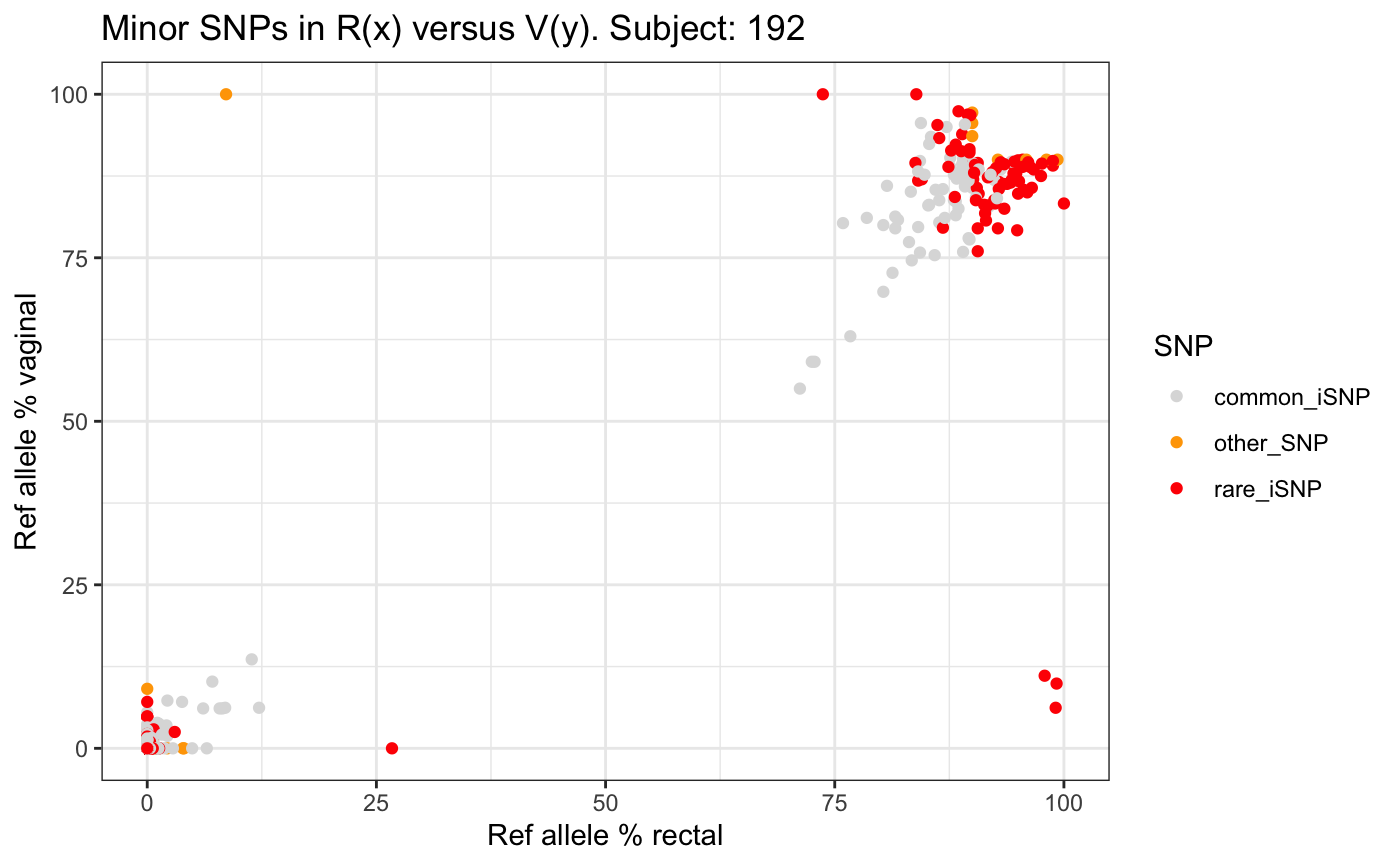 Minor SNPs in R(x) versus V(y). Subject: 192
Ref allele % vaginal
100
75
50
25
0
0 25 50 75 100
Ref allele % rectal
SNP
common_iSNP
other_SNP
rare_iSNP